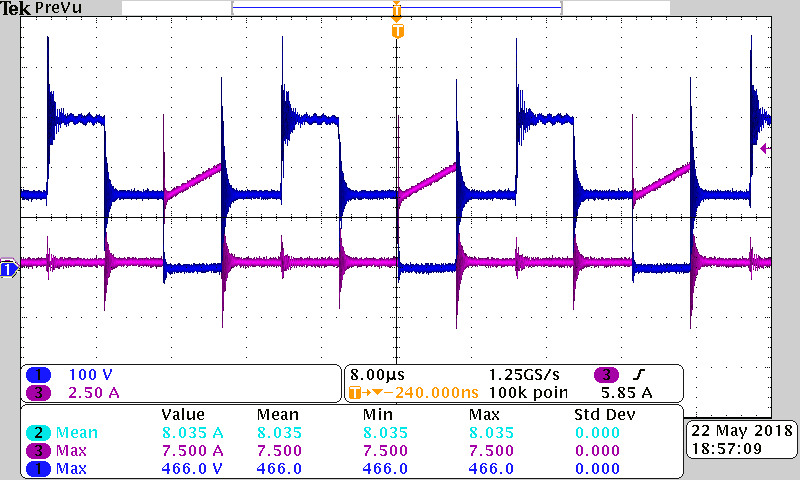 Tek PreVu
T
T
1
1 100 V
3 2.50 A
8.00µs 1.25GS/s 3 5.85 A
T→▼−240.000ns 100k poin
Value Mean Min Max Std Dev
2 Mean 8.035 A 8.035 8.035 8.035 0.000
3 Max 7.500 A 7.500 7.500 7.500 0.000
1 Max 466.0 V 466.0 466.0 466.0 0.000
22 May 2018
18:57:09